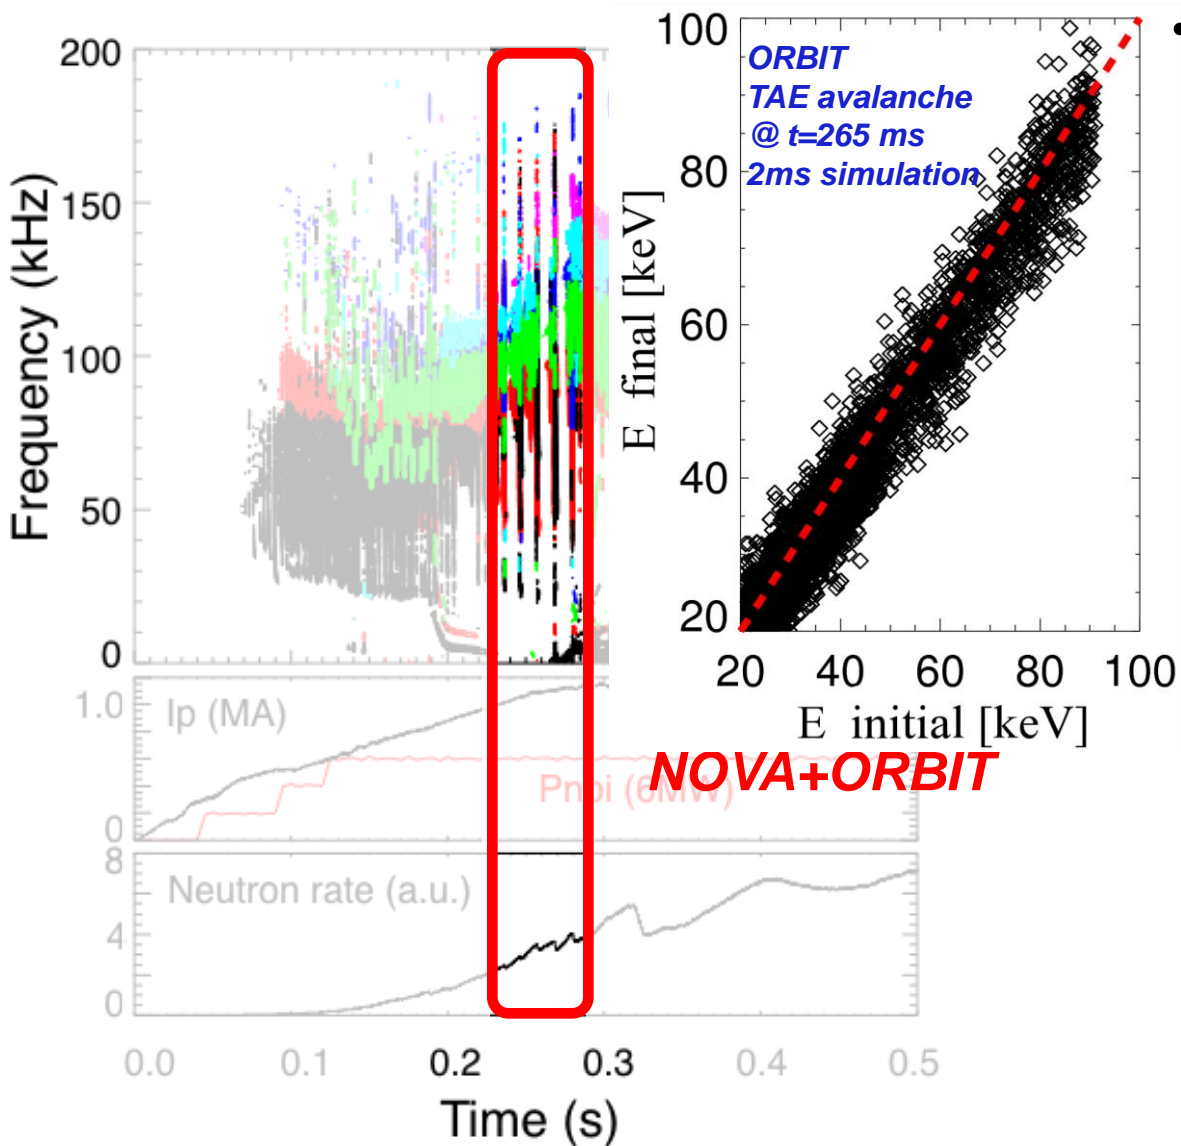 200
150
100
50
0
Frequency (kHz)
ORBIT
TAE avalanche
@ t=265 ms
2ms simulation
100
80
60
40
20
E final [keV]
20 40 60 80 100
E initial [keV]
•
NOVA+ORBIT
1.0
0
Ip (MA)
Pnbi (6MW)
8
4
0
Neutron rate (a.u.)
0.0 0.1 0.2 0.3 0.4 0.5
Time (s)